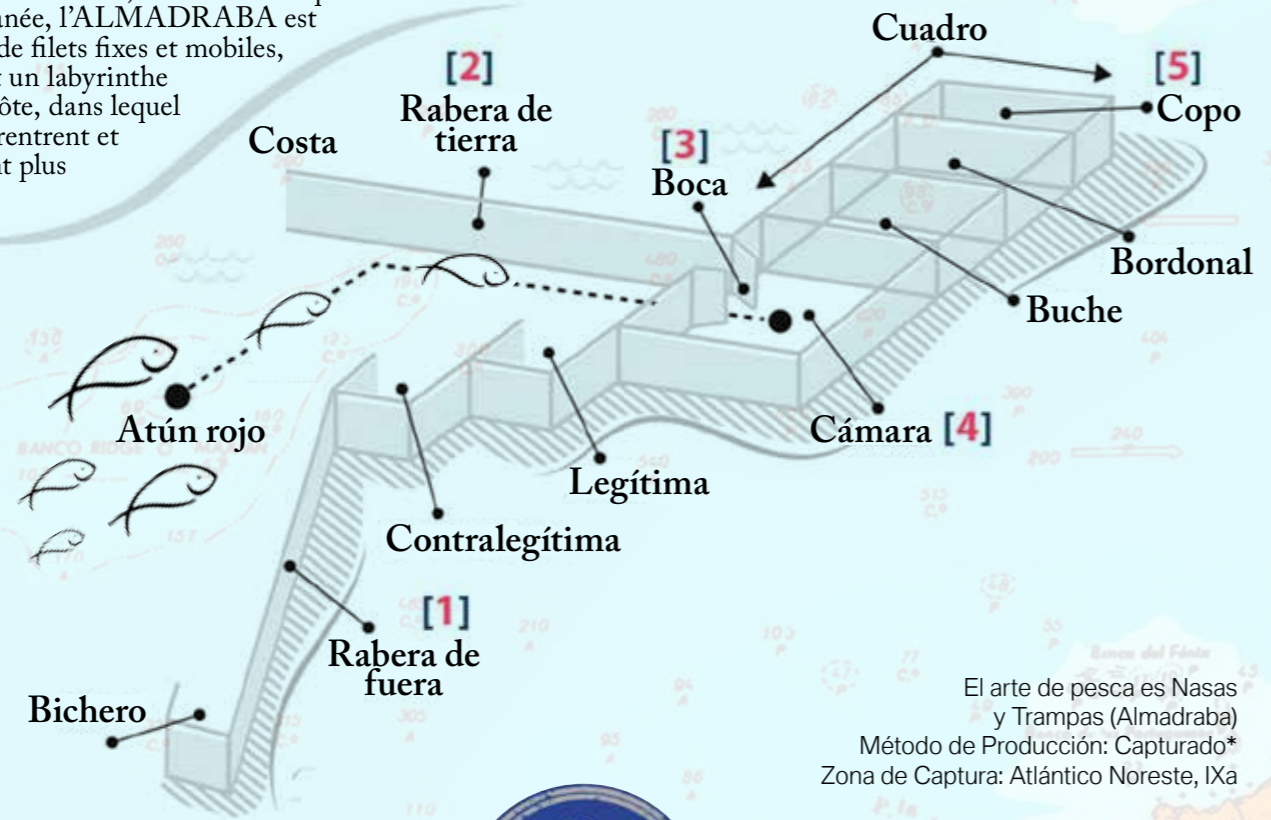 anée, l'ALMADRABA est
de filets fixes et mobiles,
un labyrinthe
ôte, dans lequel
rentrent et
t plus
Costa
[2]
Rabera de
tierra
[3]
Boca
Cuadro
[5]
Copo
Bordonal
Buche
Cámara [4]
Legítima
Contralegítima
Atún rojo
[1]
Rabera de
fuera
Bichero
El arte de pesca es Nasas
y Trampas (Almadraba)
Método de Producción: Capturado*
Zona de Captura: Atlántico Noreste, IXa